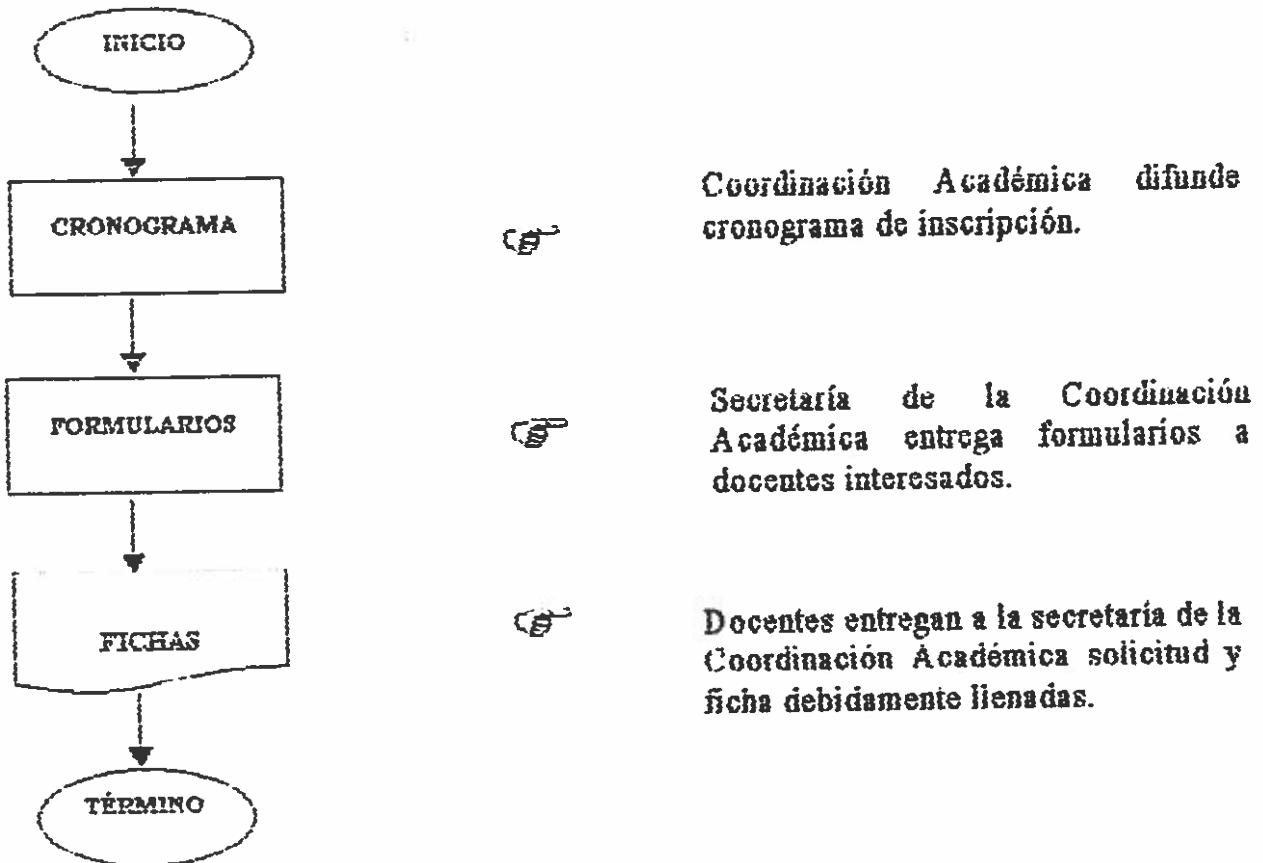 INICIO
CRONOGRAMA
Coordinación Académica difunde
cronograma de inscripción.
FORMULARIOS
Secretaría de la Coordinación
Académica entrega formularios a
docentes interesados.
FICHAS
Docentes entregan a la secretaría de la
Coordinación Académica solicitud y
ficha debidamente llenadas.
TÉRMINO